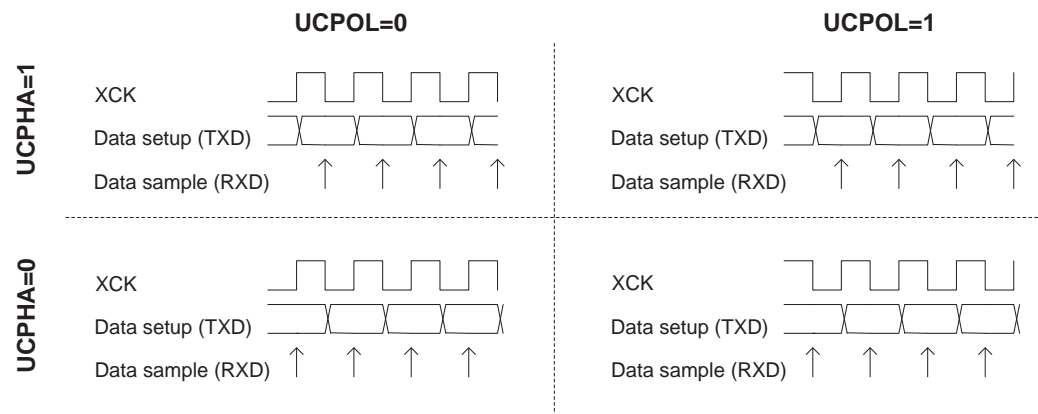 UCPOL=0
UCPOL=1
UCPHA=1
XCK
Data setup (TXD)
Data sample (RXD)
XCK
Data setup (TXD)
Data sample (RXD)
UCPHA=0
XCK
Data setup (TXD)
Data sample (RXD)
XCK
Data setup (TXD)
Data sample (RXD)